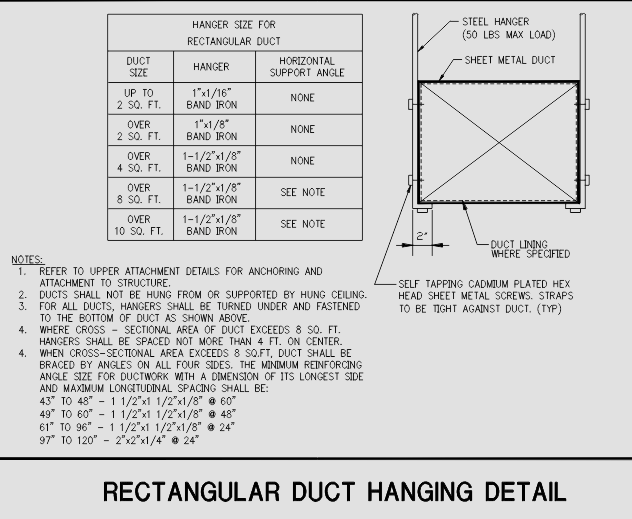 HANGER SIZE FOR
RECTANGULAR DUCT
DUCT
SIZE
HANGER
HORIZONTAL
SUPPORT ANGLE
UP TO
2 SQ. FT.
1"x1/16"
BAND IRON
NONE
OVER
2 SQ. FT.
1"x1/8"
BAND IRON
NONE
OVER
4 SQ. FT.
1-1/2"x1/8"
BAND IRON
NONE
OVER
8 SQ. FT.
1-1/2"x1/8"
BAND IRON
SEE NOTE
OVER
10 SQ. FT.
1-1/2"x1/8"
BAND IRON
SEE NOTE
STEEL HANGER
(50 LBS MAX LOAD)
SHEET METAL DUCT
2"
DUCT LINING
WHERE SPECIFIED
SELF TAPPING CADMIUM PLATED HEX
HEAD SHEET METAL SCREWS. STRAPS
TO BE TIGHT AGAINST DUCT. (TYP)
NOTES:
1. REFER TO UPPER ATTACHMENT DETAILS FOR ANCHORING AND
ATTACHMENT TO STRUCTURE.
2. DUCTS SHALL NOT BE HUNG FROM OR SUPPORTED BY HUNG CEILING.
3. FOR ALL DUCTS, HANGERS SHALL BE TURNED UNDER AND FASTENED
TO THE BOTTOM OF DUCT AS SHOWN ABOVE.
4. WHERE CROSS - SECTIONAL AREA OF DUCT EXCEEDS 8 SQ. FT.
HANGERS SHALL BE SPACED NOT MORE THAN 4 FT. ON CENTER.
4. WHEN CROSS-SECTIONAL AREA EXCEEDS 8 SQ.FT, DUCT SHALL BE
BRACED BY ANGLES ON ALL FOUR SIDES. THE MINIMUM REINFORCING
ANGLE SIZE FOR DUCTWORK WITH A DIMENSION OF ITS LONGEST SIDE
AND MAXIMUM LONGITUDINAL SPACING SHALL BE:
43" TO 48" - 1 1/2"x1 1/2"x1/8" @ 60"
49" TO 60" - 1 1/2"x1 1/2"x1/8" @ 48"
61" TO 96" - 1 1/2"x1 1/2"x1/8" @ 24"
97" TO 120" - 2"x2"x1/4" @ 24"
RECTANGULAR DUCT HANGING DETAIL